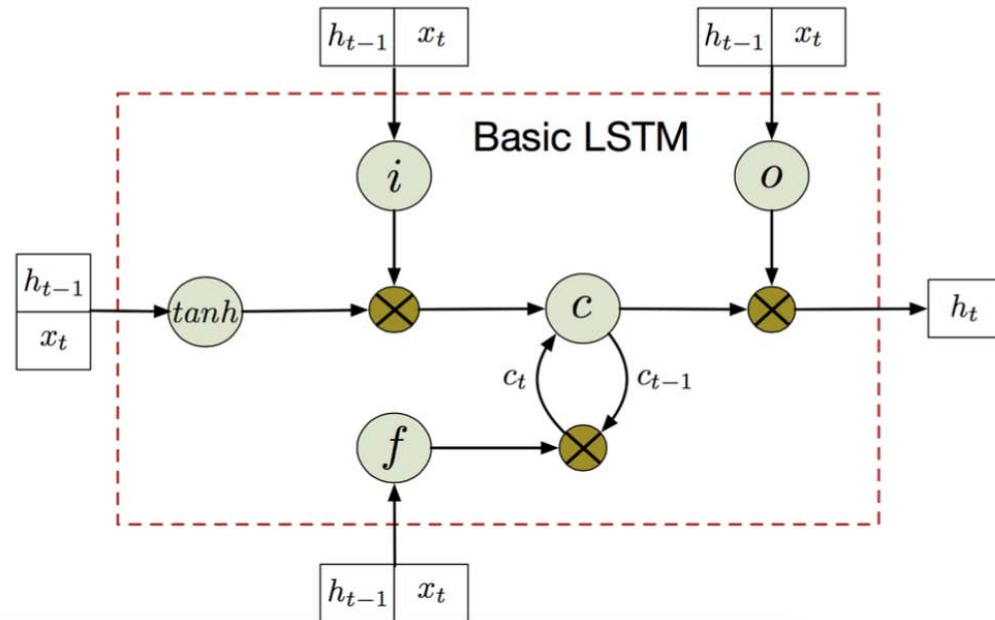 h_{t-1} x_t
h_{t-1} x_t
Basic LSTM
i
o
h_{t-1}
x_t
tanh
c
h_t
c_t
c_{t-1}
f
h_{t-1} x_t